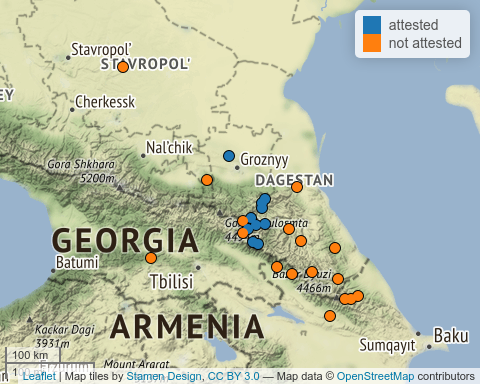 attested
not attested
Stavropol'
STAVROPOL'
EY
Cherkessk
Nal'chik
Gora Shkhara
5200 m
Groznyy
DAGESTAN
GEORGIA
Batumi
Tbilisi
4466m
ARMENIA
Kackar Dagi
3931m
Mount Ararat
Baku
Sumqayıt
100 km
Leaflet | Map tiles by Stamen Design, CC BY 3.0 — Map data © OpenStreetMap contributors